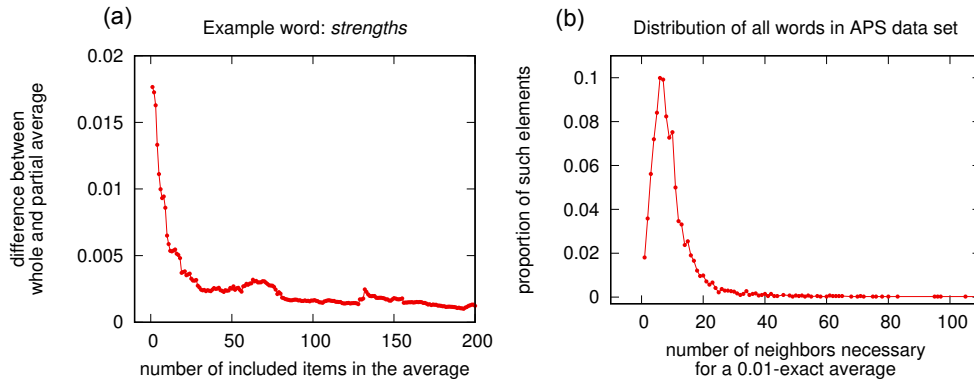 (a)
Example word: strengths
0.02
0.015
0.01
0.005
0
0 50 100 150 200
difference between
whole and partial average
number of included items in the average
(b)
Distribution of all words in APS data set
0.1
0.08
0.06
0.04
0.02
0
0 20 40 60 80 100
proportion of such elements
number of neighbors necessary
for a 0.01-exact average